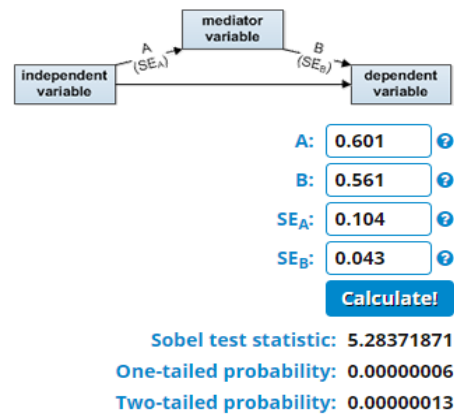 mediator
variable
A
(SEA)
B
(SEB)
independent
variable
dependent
variable
A: 0.601 ?
B: 0.561 ?
SEA: 0.104 ?
SEB: 0.043 ?
Calculate!
Sobel test statistic: 5.28371871
One-tailed probability: 0.00000006
Two-tailed probability: 0.00000013